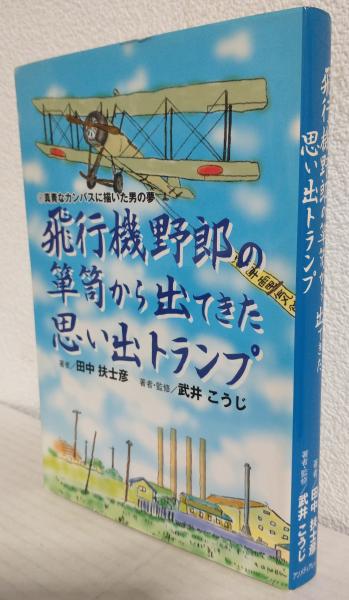 真青なカンバスに描いた男の夢
飛行機野郎の
箪笥から出てきた
思い出トランプ
著者／田中 扶士彦 著者・監修／武井 こうじ
飛行機野郎の箪笥から出てきた
思い出トランプ
著者／田中 扶士彦
著者・監修／武井 こうじ